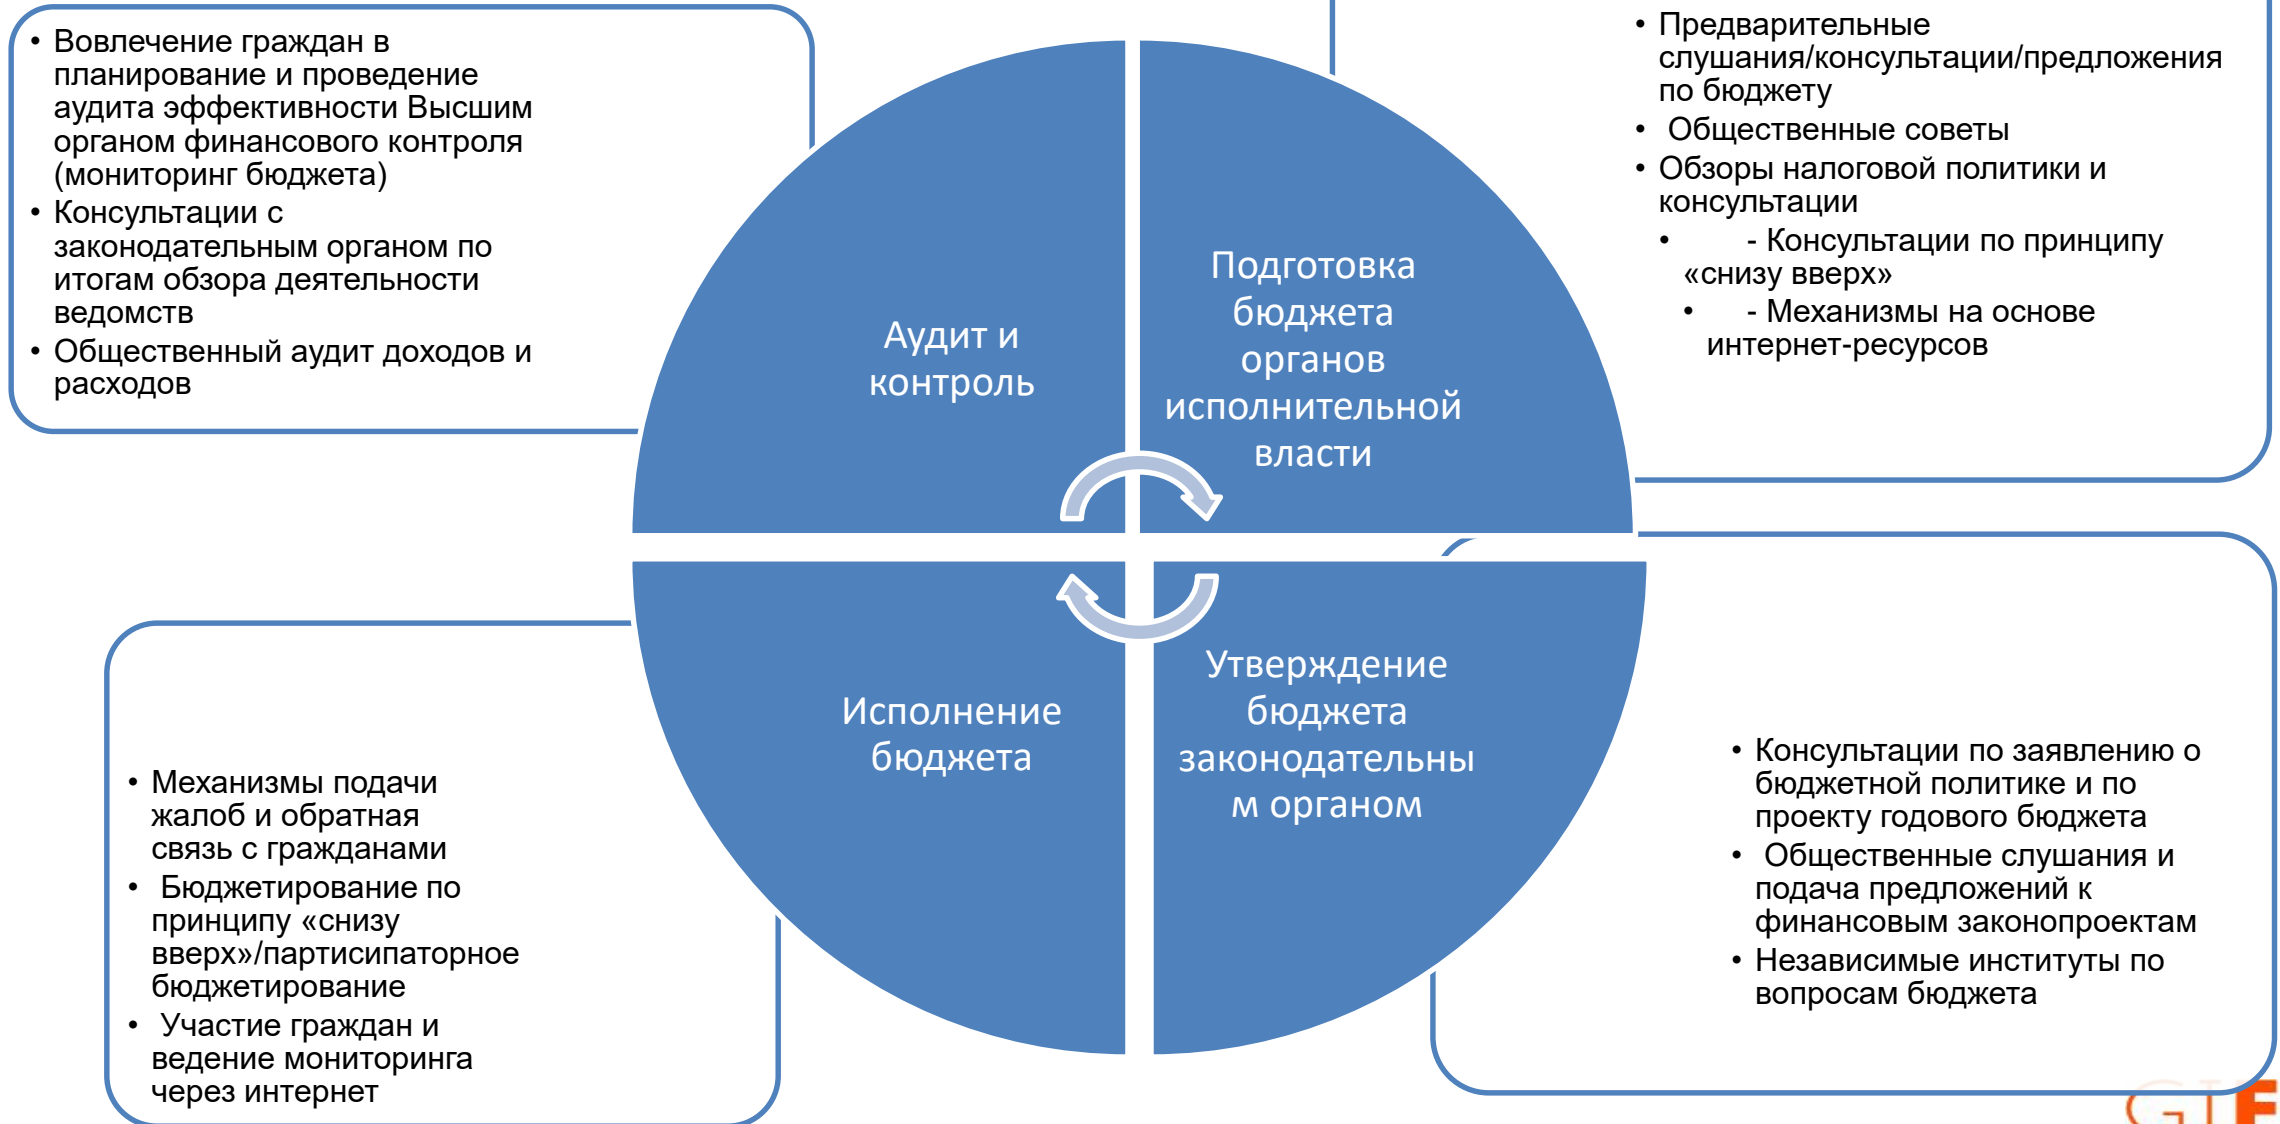 • Вовлечение граждан в
планирование и проведение
аудита эффективности Высшим
органом финансового контроля
(мониторинг бюджета)
• Консультации с
законодательным органом по
итогам обзора деятельности
ведомств
• Общественный аудит доходов и
расходов
• Предварительные
слушания/консультации/предложения
по бюджету
• Общественные советы
• Обзоры налоговой политики и
консультации
• - Консультации по принципу
«снизу вверх»
• - Механизмы на основе
интернет-ресурсов
Аудит и
контроль
Подготовка
бюджета
органов
исполнительной
власти
Исполнение
бюджета
Утверждение
бюджета
законодательны
м органом
• Механизмы подачи
жалоб и обратная
связь с гражданами
• Бюджетирование по
принципу «снизу
вверх»/партисипаторное
бюджетирование
• Участие граждан и
ведение мониторинга
через интернет
• Консультации по заявлению о
бюджетной политике и по
проекту годового бюджета
• Общественные слушания и
подача предложений к
финансовым законопроектам
• Независимые институты по
вопросам бюджета